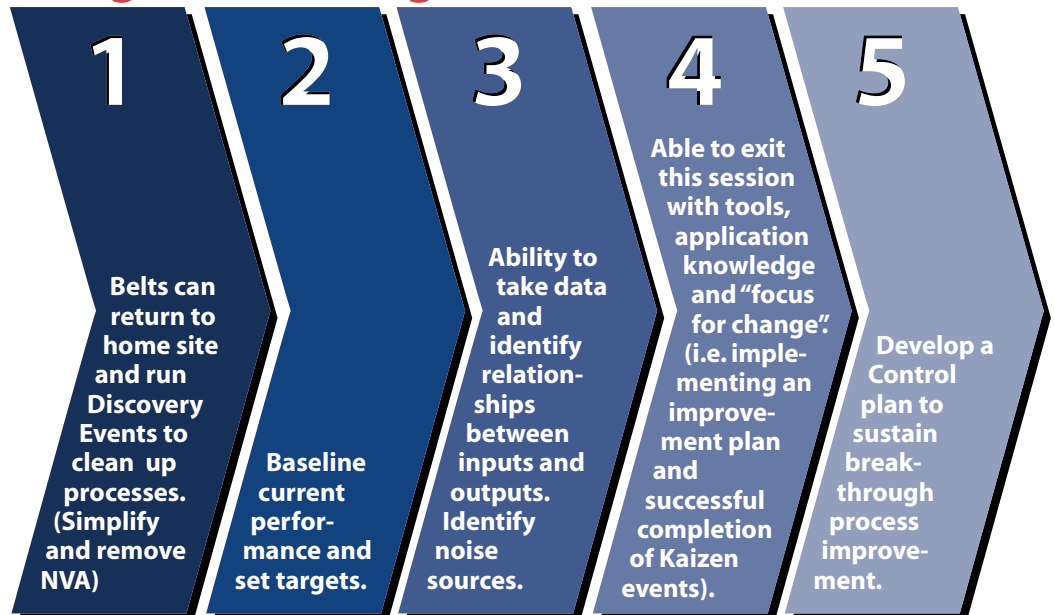 1
Belts can
return to
home site
and run
Discovery
Events to
clean up
processes.
(Simplify
and remove
NVA)
2
Baseline
current
perfor-
mance and
set targets.
3
Ability to
take data
and
identify
relation-
ships
between
inputs and
outputs.
Identify
noise
sources.
4
Able to exit
this session
with tools,
application
knowledge
and “focus
for change”.
(i.e. imple-
menting an
improve-
ment plan
and
successful
completion
of Kaizen
events).
5
Develop a
Control
plan to
sustain
break-
through
process
improve-
ment.